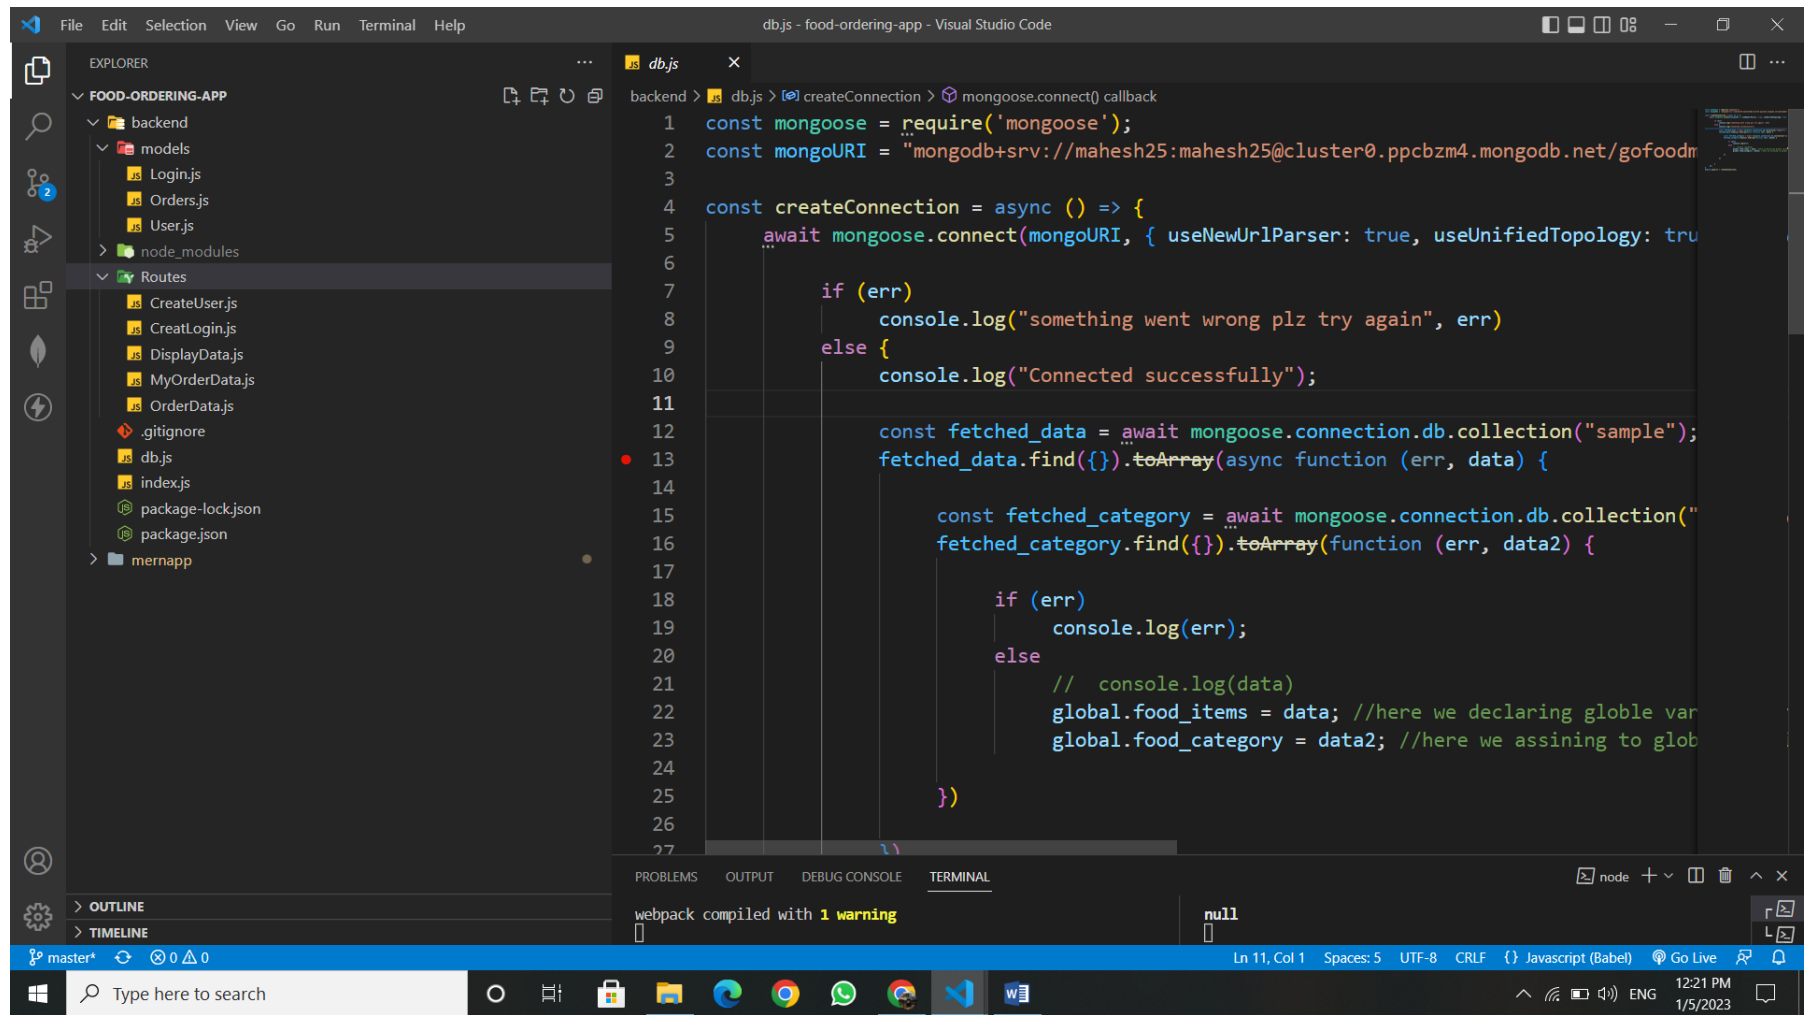 File Edit Selection View Go Run Terminal Help
db.js - food-ordering-app - Visual Studio Code
EXPLORER
FOOD-ORDERING-APP
backend
models
Login.js
Orders.js
User.js
node_modules
Routes
CreateUser.js
CreatLogin.js
DisplayData.js
MyOrderData.js
OrderData.js
.gitignore
db.js
index.js
package-lock.json
package.json
mernapp
OUTLINE
TIMELINE
2
JS db.js
backend > JS db.js > createConnection > mongoose.connect() callback
1 const mongoose = require('mongoose');
2 const mongoURI = "mongodb+srv://mahesh25:mahesh25@cluster0.ppcbzm4.mongodb.net/gofoodm
3
4 const createConnection = async () => {
5 await mongoose.connect(mongoURI, { useNewUrlParser: true, useUnifiedTopology: tru
6
7 if (err)
8 console.log("something went wrong plz try again", err)
9 else {
10 console.log("Connected successfully");
11
12 const fetched_data = await mongoose.connection.db.collection("sample");
13 fetched_data.find({}).toArray(async function (err, data) {
14
15 const fetched_category = await mongoose.connection.db.collection("
16 fetched_category.find({}).toArray(function (err, data2) {
17
18 if (err)
19 console.log(err);
20 else
21 // console.log(data)
22 global.food_items = data; //here we declaring globle var
23 global.food_category = data2; //here we assining to glob
24
25 })
26
27 })
PROBLEMS OUTPUT DEBUG CONSOLE TERMINAL
node
webpack compiled with 1 warning
null
master* 0 0
Ln 11, Col 1 Spaces: 5 UTF-8 CRLF {} Javascript (Babel) Go Live
Type here to search
ENG
12:21 PM
1/5/2023